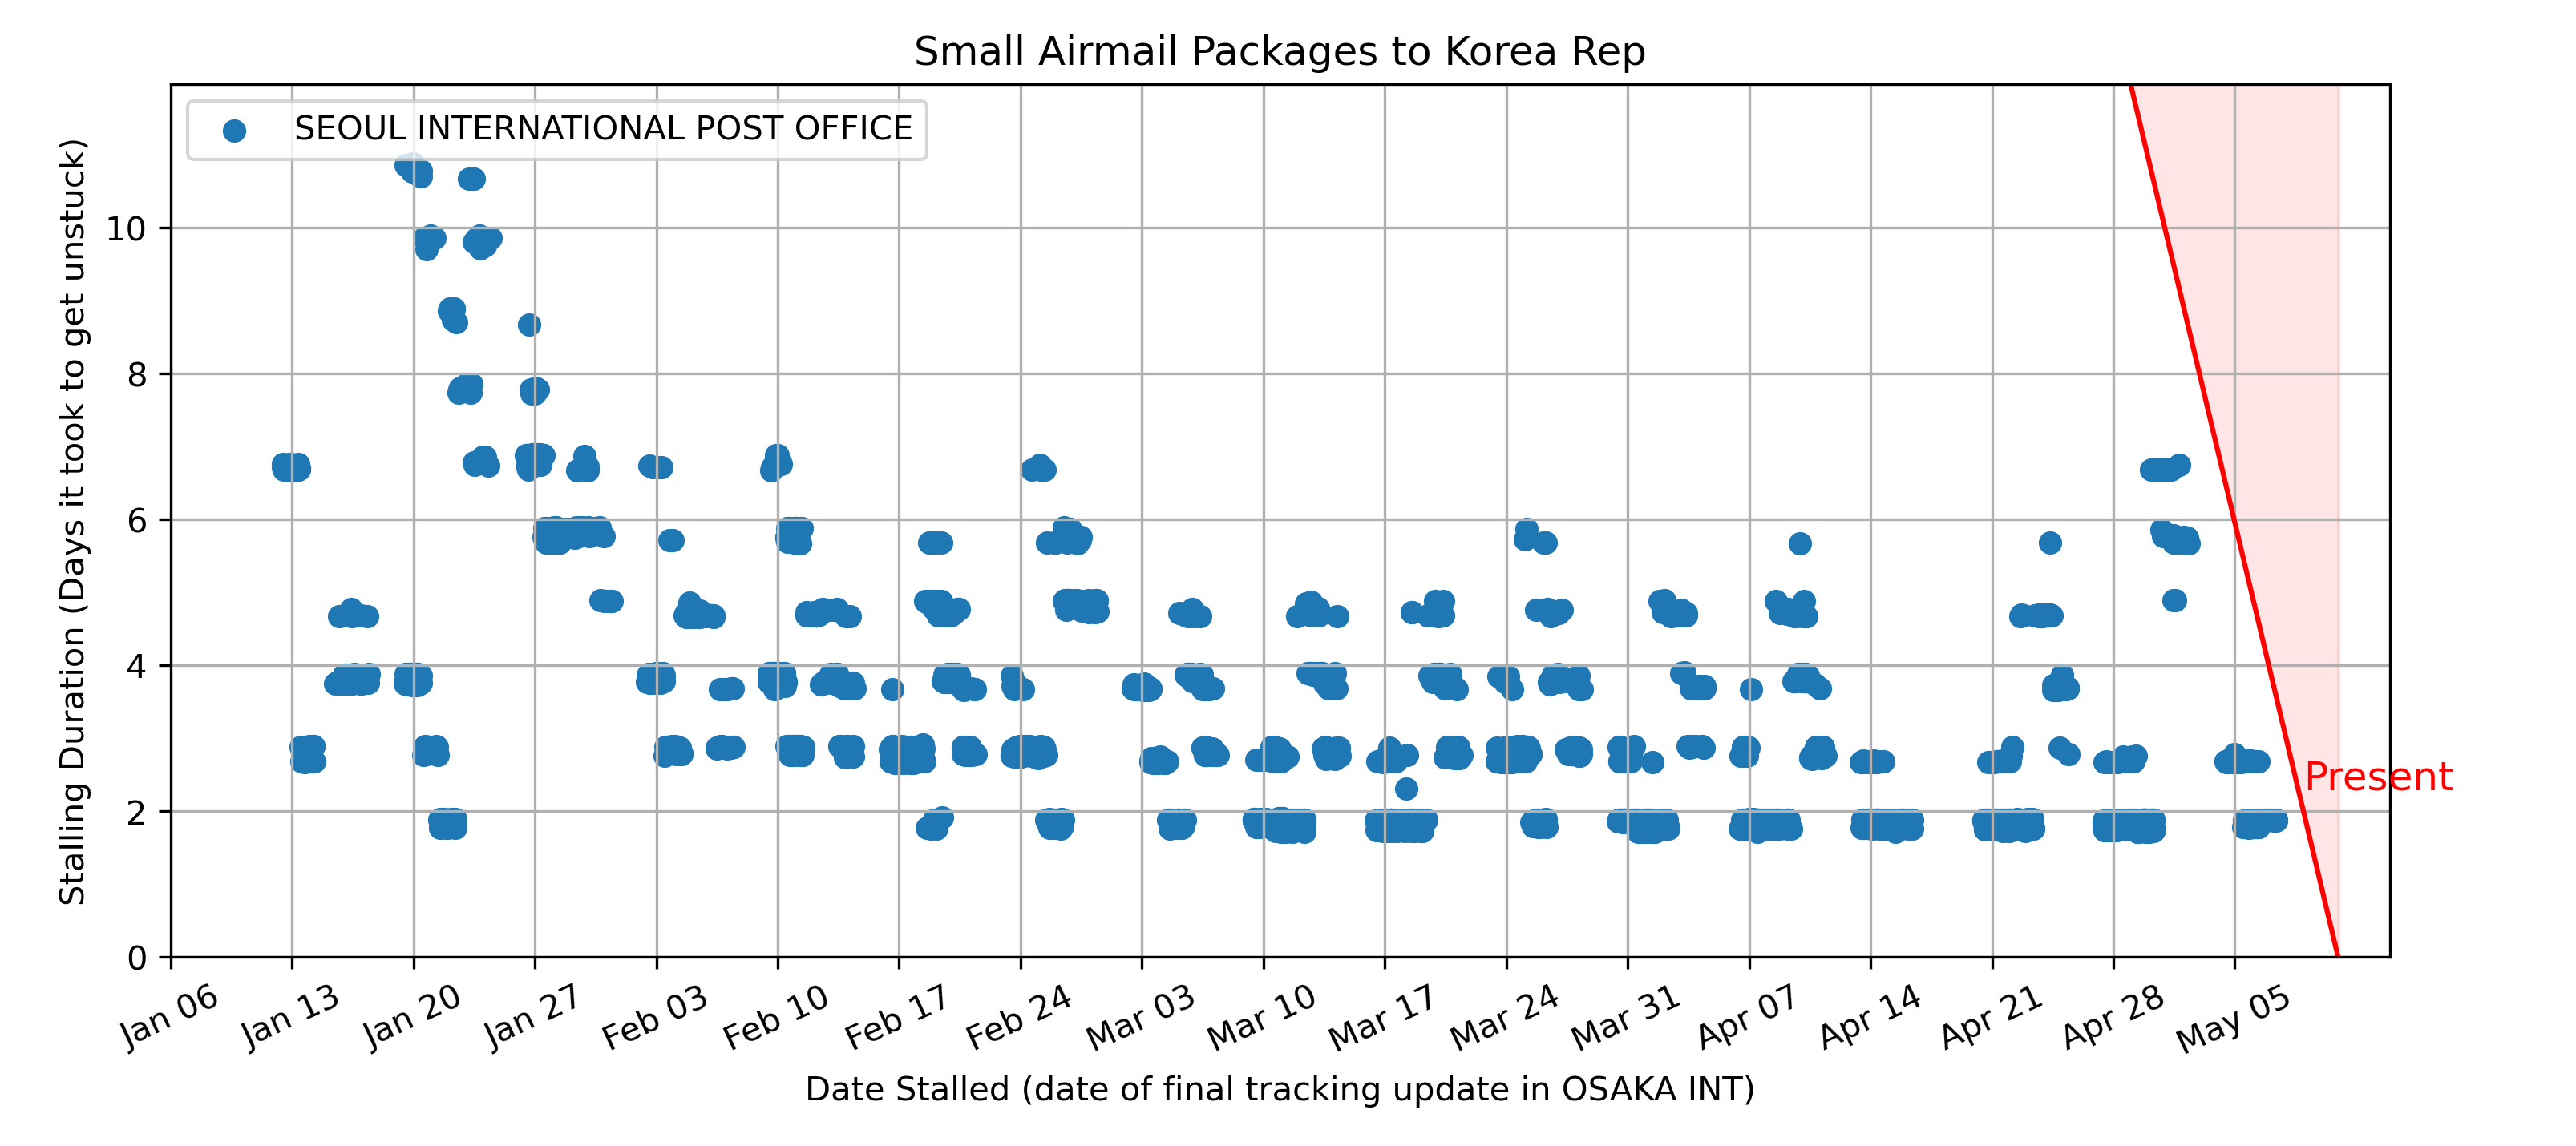 Small Airmail Packages to Korea Rep
SEOUL INTERNATIONAL POST OFFICE
Stalling Duration (Days it took to get unstuck)
10
8
6
4
2
0
Present
Jan 06
Jan 13
Jan 20
Jan 27
Feb 03
Feb 10
Feb 17
Feb 24
Mar 03
Mar 10
Mar 17
Mar 24
Mar 31
Apr 07
Apr 14
Apr 21
Apr 28
May 05
Date Stalled (date of final tracking update in OSAKA INT)